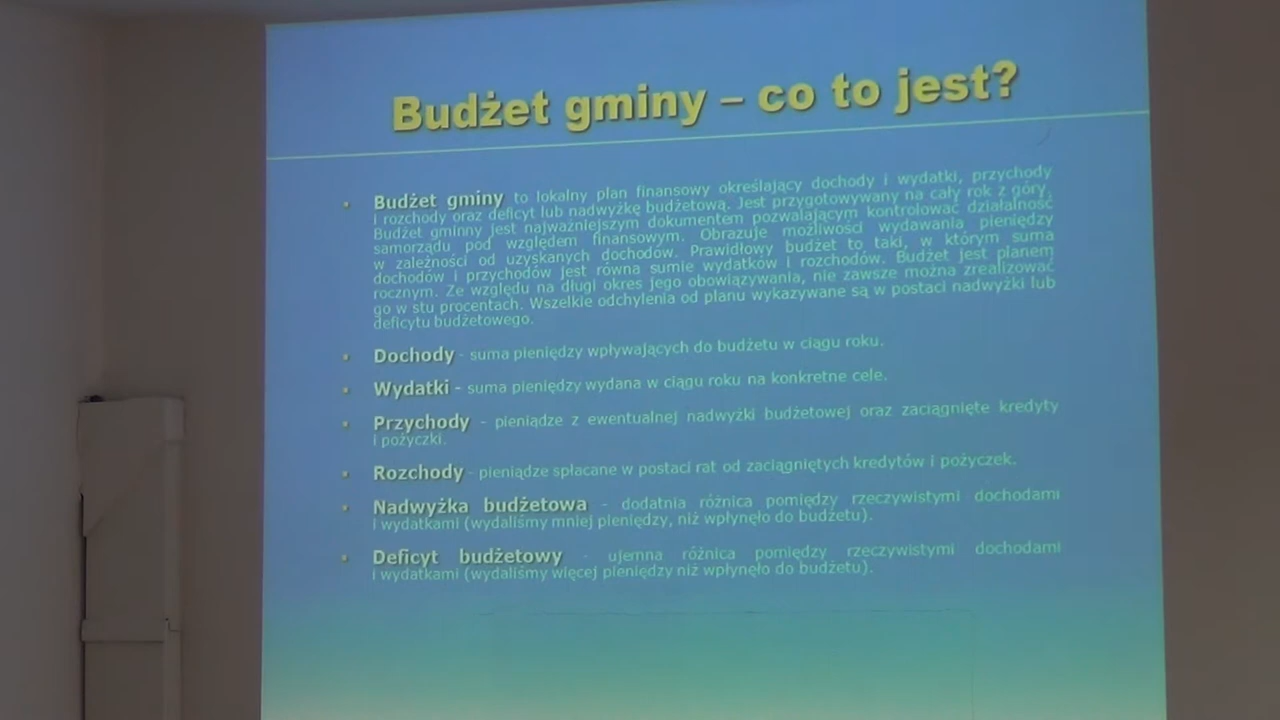 Budżet gminy – co to jest?
Budżet gminy to lokalny plan finansowy określający dochody i wydatki, przychody
i rozchody oraz deficyt lub nadwyżkę budżetową. Jest przygotowywany na cały rok z góry.
Budżet gminny jest najważniejszym dokumentem pozwalającym kontrolować działalność
samorządu pod względem finansowym. Obrazuje możliwości wydawania pieniędzy
w zależności od uzyskanych dochodów. Prawidłowy budżet to taki, w którym suma
dochodów i przychodów jest równa sumie wydatków i rozchodów. Budżet jest planem
rocznym. Ze względu na długi okres jego obowiązywania, nie zawsze można zrealizować
go w stu procentach. Wszelkie odchylenia od planu wykazywane są w postaci nadwyżki lub
deficytu budżetowego.
Dochody - suma pieniędzy wpływających do budżetu w ciągu roku.
Wydatki - suma pieniędzy wydana w ciągu roku na konkretne cele.
Przychody - pieniądze z ewentualnej nadwyżki budżetowej oraz zaciągnięte kredyty
i pożyczki.
Rozchody - pieniądze spłacane w postaci rat od zaciągniętych kredytów i pożyczek.
Nadwyżka budżetowa - dodatnia różnica pomiędzy rzeczywistymi dochodami
i wydatkami (wydaliśmy mniej pieniędzy, niż wpłynęło do budżetu).
Deficyt budżetowy - ujemna różnica pomiędzy rzeczywistymi dochodami
i wydatkami (wydaliśmy więcej pieniędzy niż wpłynęło do budżetu).